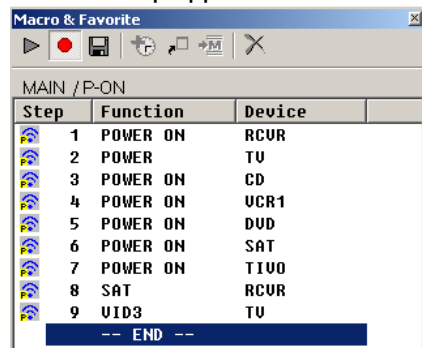 Macro & Favorite
MAIN / P-ON
Step Function Device
1 POWER ON RCVR
2 POWER TV
3 POWER ON CD
4 POWER ON VCR1
5 POWER ON DVD
6 POWER ON SAT
7 POWER ON TIVO
8 SAT RCVR
9 VID3 TV
-- END --